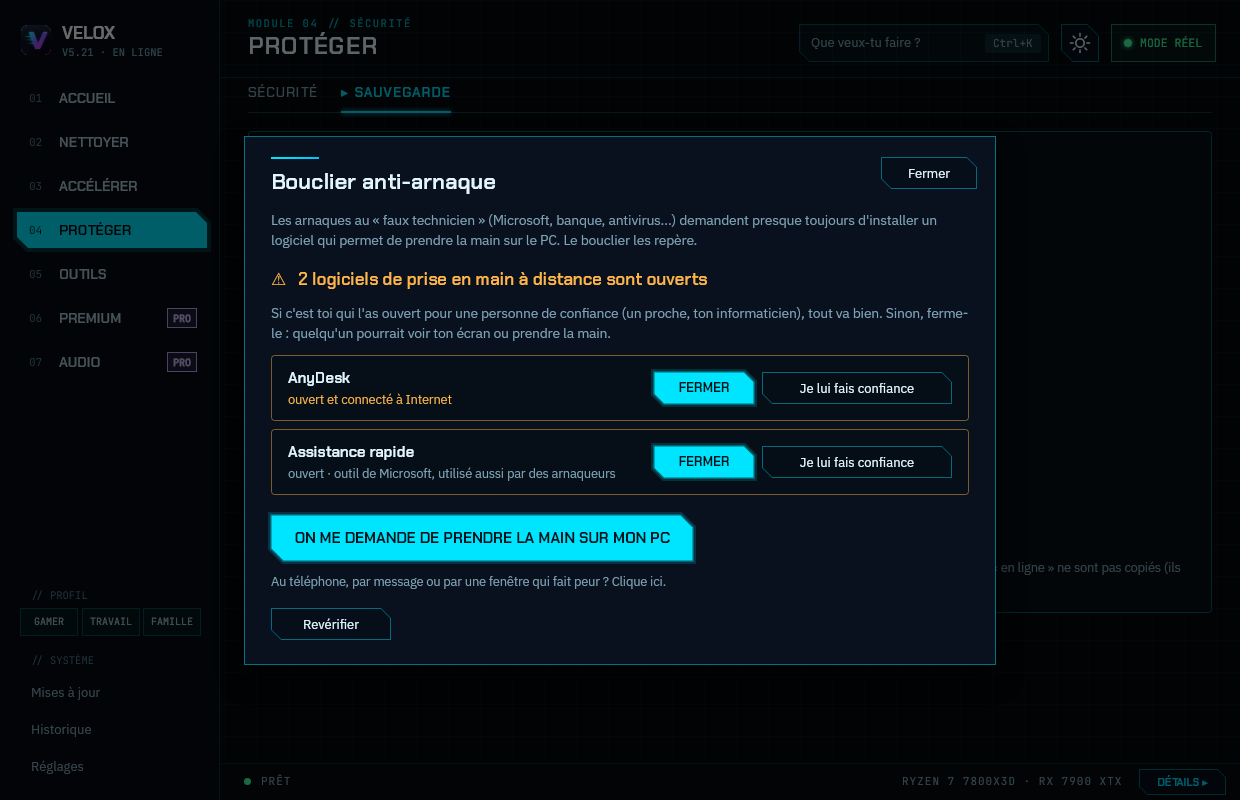 VELOX
V5.21 · EN LIGNE
01 ACCUEIL
02 NETTOYER
03 ACCÉLÉRER
04 PROTÉGER
05 OUTILS
06 PREMIUM PRO
07 AUDIO PRO
// PROFIL
GAMER TRAVAIL FAMILLE
// SYSTÈME
Mises à jour
Historique
Réglages
MODULE 04 // SÉCURITÉ
PROTÉGER
Que veux-tu faire ? Ctrl+K
MODE RÉEL
SÉCURITÉ ▸ SAUVEGARDE
Bouclier anti-arnaque
Fermer
Les arnaques au « faux technicien » (Microsoft, banque, antivirus...) demandent presque toujours d'installer un
logiciel qui permet de prendre la main sur le PC. Le bouclier les repère.
⚠ 2 logiciels de prise en main à distance sont ouverts
Si c'est toi qui l'as ouvert pour une personne de confiance (un proche, ton informaticien), tout va bien. Sinon, ferme-
le : quelqu'un pourrait voir ton écran ou prendre la main.
AnyDesk
ouvert et connecté à Internet
FERMER Je lui fais confiance
Assistance rapide
ouvert · outil de Microsoft, utilisé aussi par des arnaqueurs
FERMER Je lui fais confiance
ON ME DEMANDE DE PRENDRE LA MAIN SUR MON PC
Au téléphone, par message ou par une fenêtre qui fait peur ? Clique ici.
Revérifier
en ligne » ne sont pas copiés (ils
PRÊT
RYZEN 7 7800X3D · RX 7900 XTX
DÉTAILS ▸